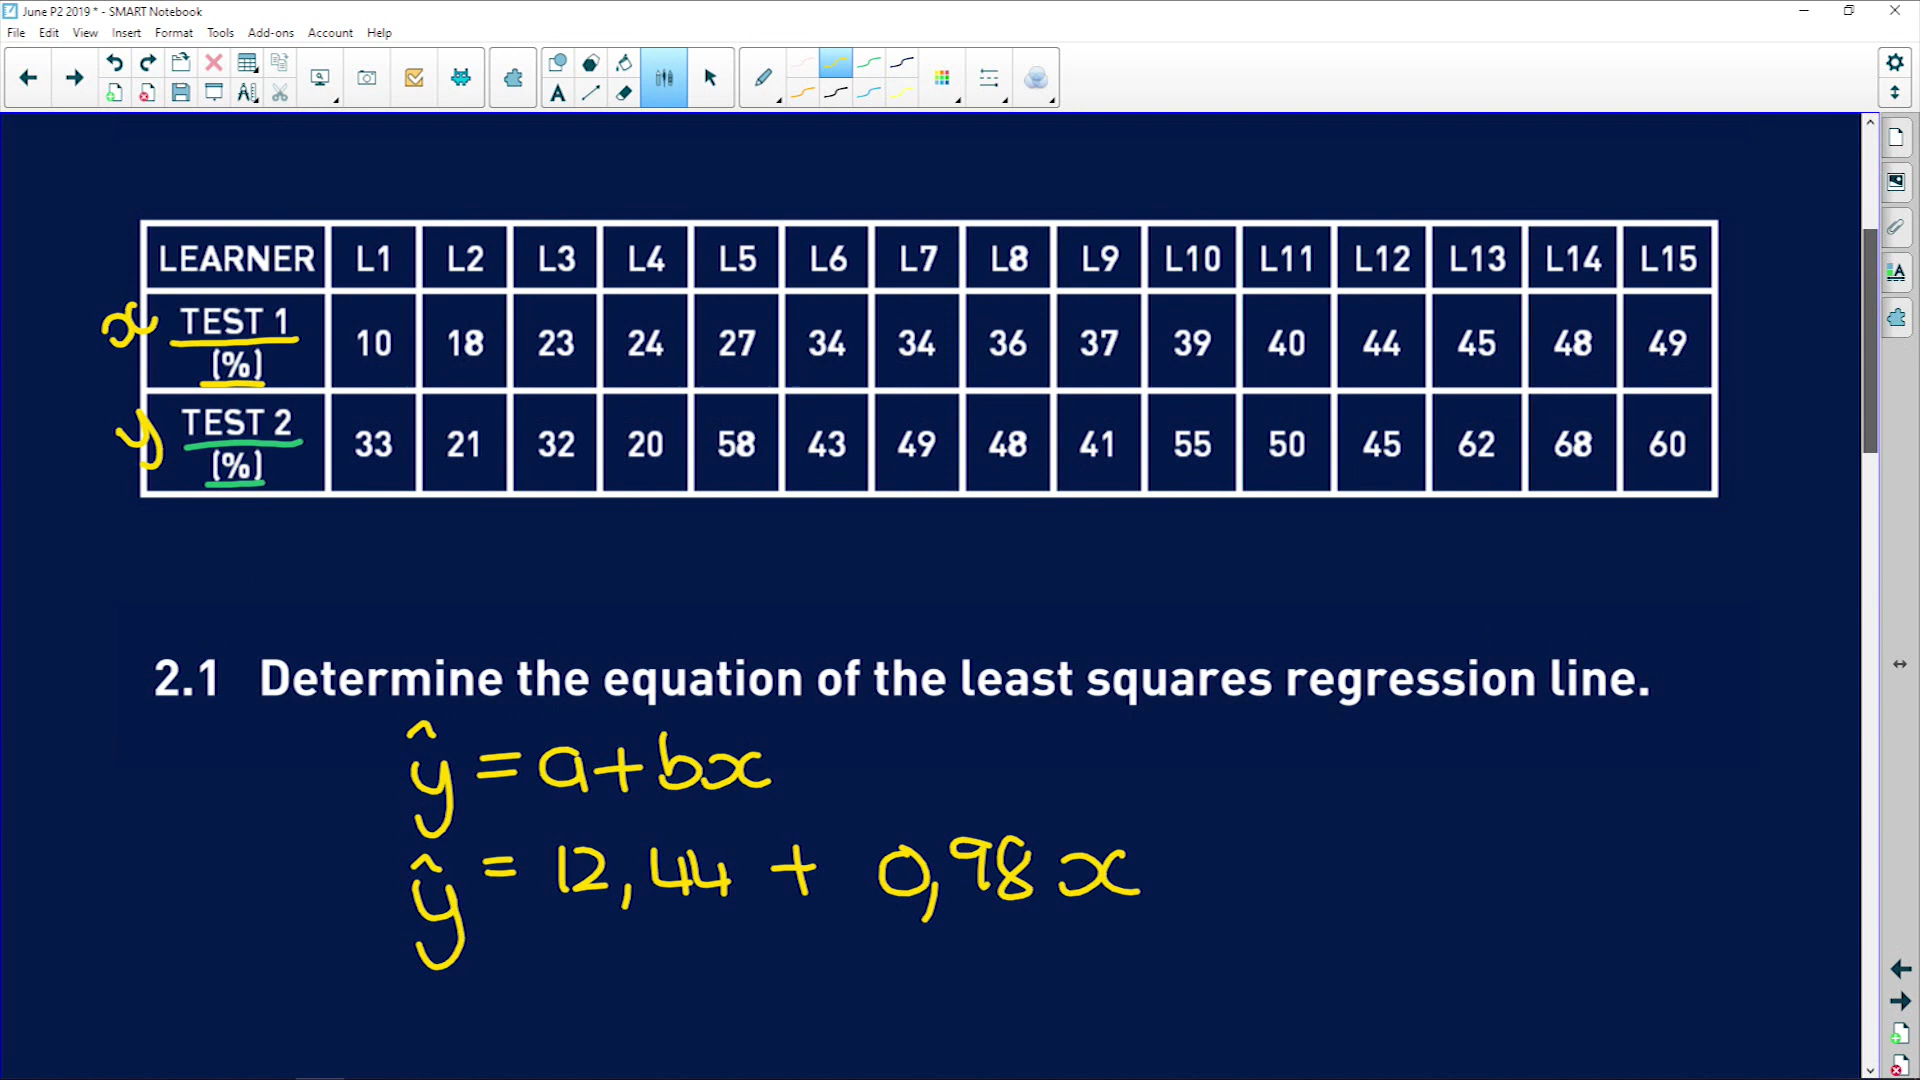 June P2 2019 * - SMART Notebook
File Edit View Insert Format Tools Add-ons Account Help
LEARNER L1 L2 L3 L4 L5 L6 L7 L8 L9 L10 L11 L12 L13 L14 L15
x TEST 1 (%) 10 18 23 24 27 34 34 36 37 39 40 44 45 48 49
y TEST 2 (%) 33 21 32 20 58 43 49 48 41 55 50 45 62 68 60
2.1 Determine the equation of the least squares regression line.
ŷ = a + bx
ŷ = 12,44 + 0,98 x